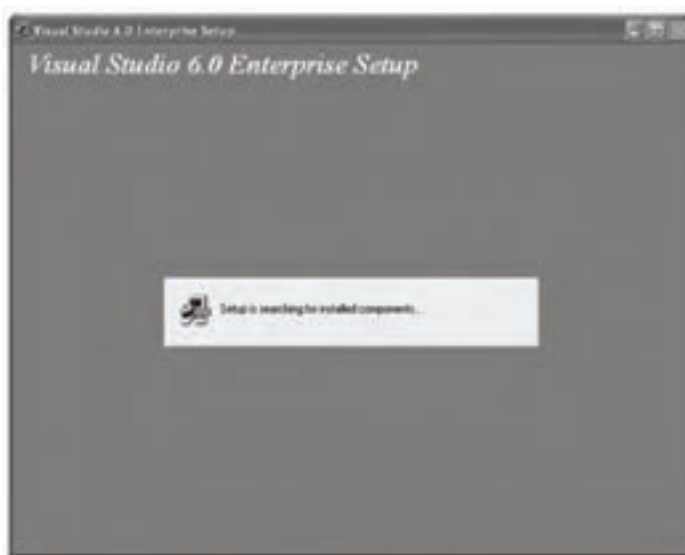 Visual Studio 6.0 Enterprise Setup
Visual Studio 6.0 Enterprise Setup
Setup is searching for installed components...